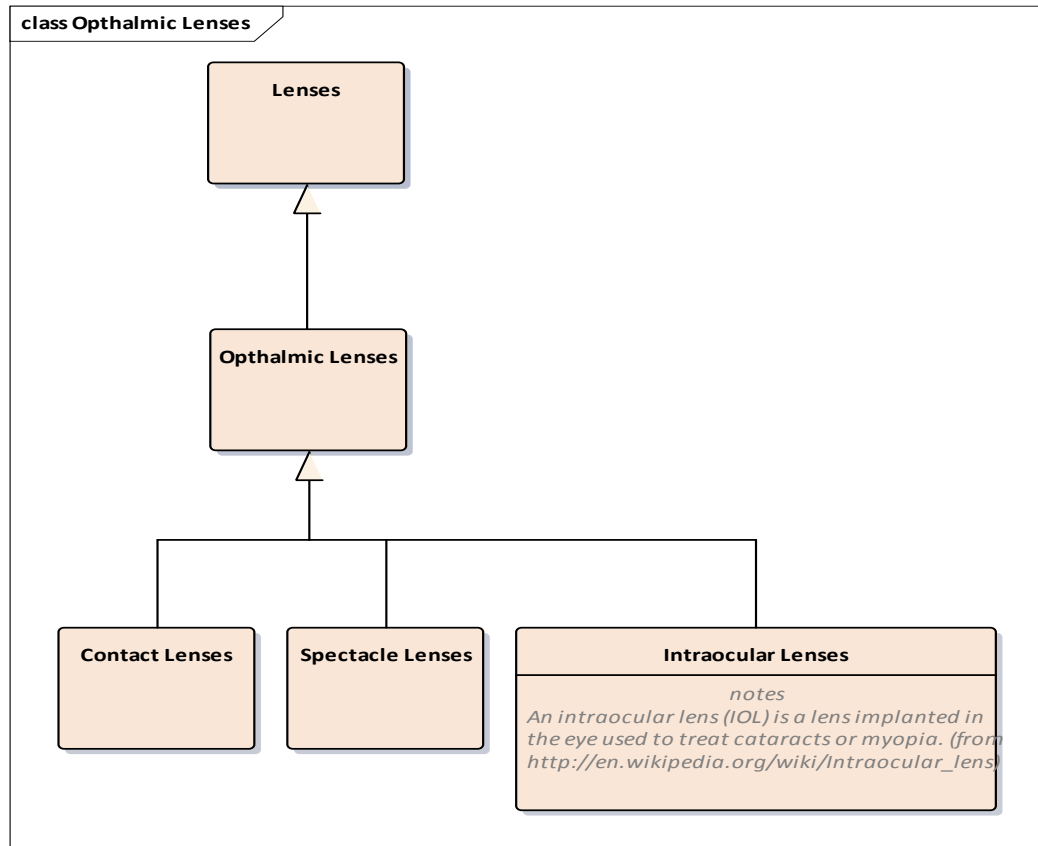 class Opthalmic Lenses
Lenses
Opthalmic Lenses
Contact Lenses
Spectacle Lenses
Intraocular Lenses
notes
An intraocular lens (IOL) is a lens implanted in
the eye used to treat cataracts or myopia. (from
http://en.wikipedia.org/wiki/Intraocular_lens)